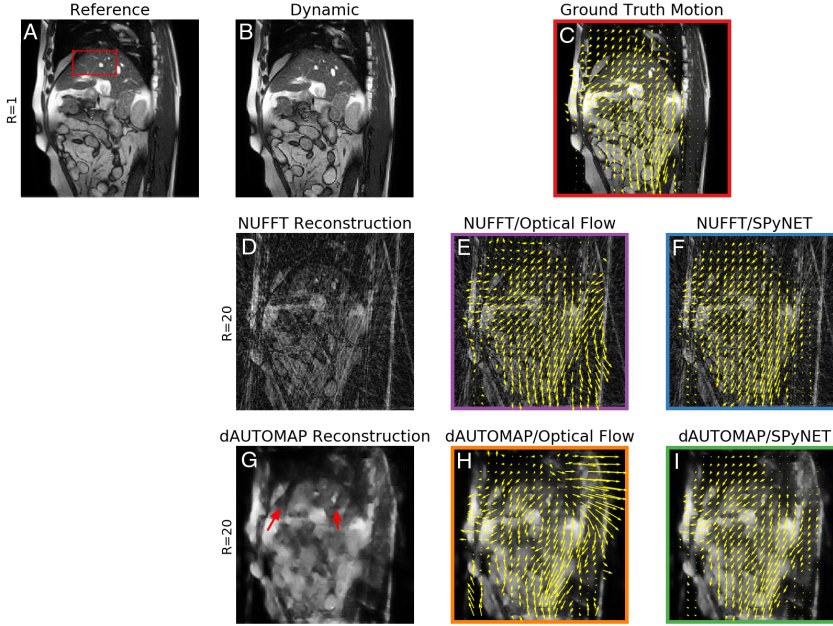 Reference
Dynamic
Ground Truth Motion
A
B
C
R=1
NUFFT Reconstruction
NUFFT/Optical Flow
NUFFT/SPyNET
D
E
F
R=20
dAUTOMAP Reconstruction
dAUTOMAP/Optical Flow
dAUTOMAP/SPyNET
G
H
I
R=20